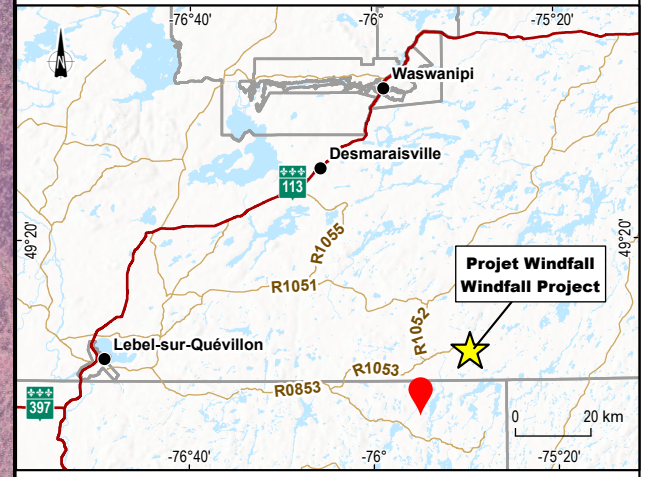 -76°40'
-76°
-75°20'
Waswanipi
Desmaraisville
113
49°20'
49°20'
R1055
Projet Windfall
Windfall Project
R1051
R1052
Lebel-sur-Quévillon
R1053
R0853
397
0 20 km
-76°40'
-76°
-75°20'